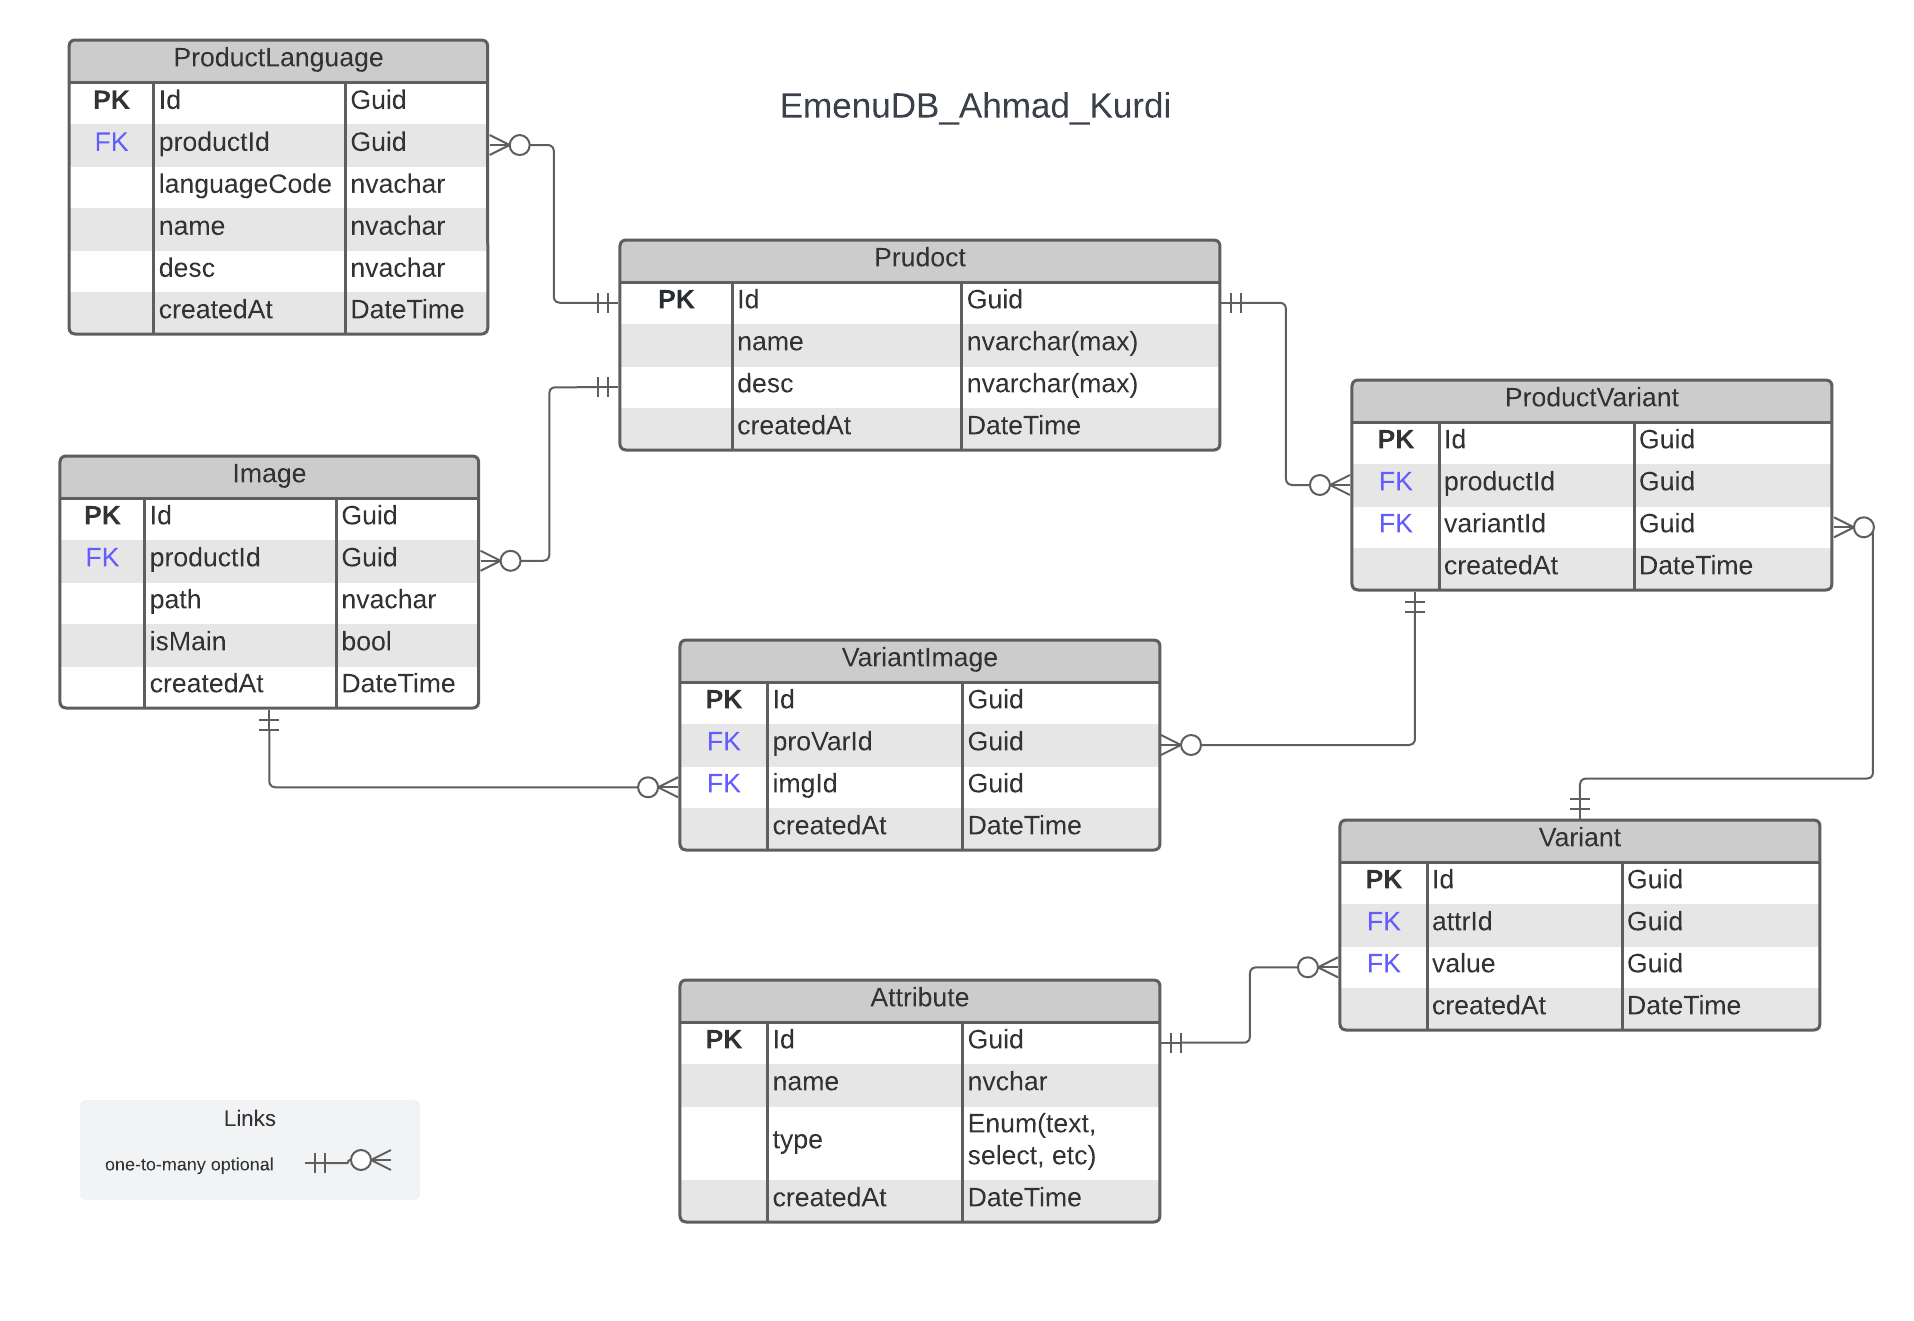 EmenuDB_Ahmad_Kurdi
ProductLanguage
PK Id Guid
FK productId Guid
languageCode nvachar
name nvachar
desc nvachar
createdAt DateTime
Prudoct
PK Id Guid
name nvarchar(max)
desc nvarchar(max)
createdAt DateTime
ProductVariant
PK Id Guid
FK productId Guid
FK variantId Guid
createdAt DateTime
Image
PK Id Guid
FK productId Guid
path nvachar
isMain bool
createdAt DateTime
VariantImage
PK Id Guid
FK proVarId Guid
FK imgId Guid
createdAt DateTime
Variant
PK Id Guid
FK attrId Guid
FK value Guid
createdAt DateTime
Attribute
PK Id Guid
name nvchar
type Enum(text,
select, etc)
createdAt DateTime
Links
one-to-many optional